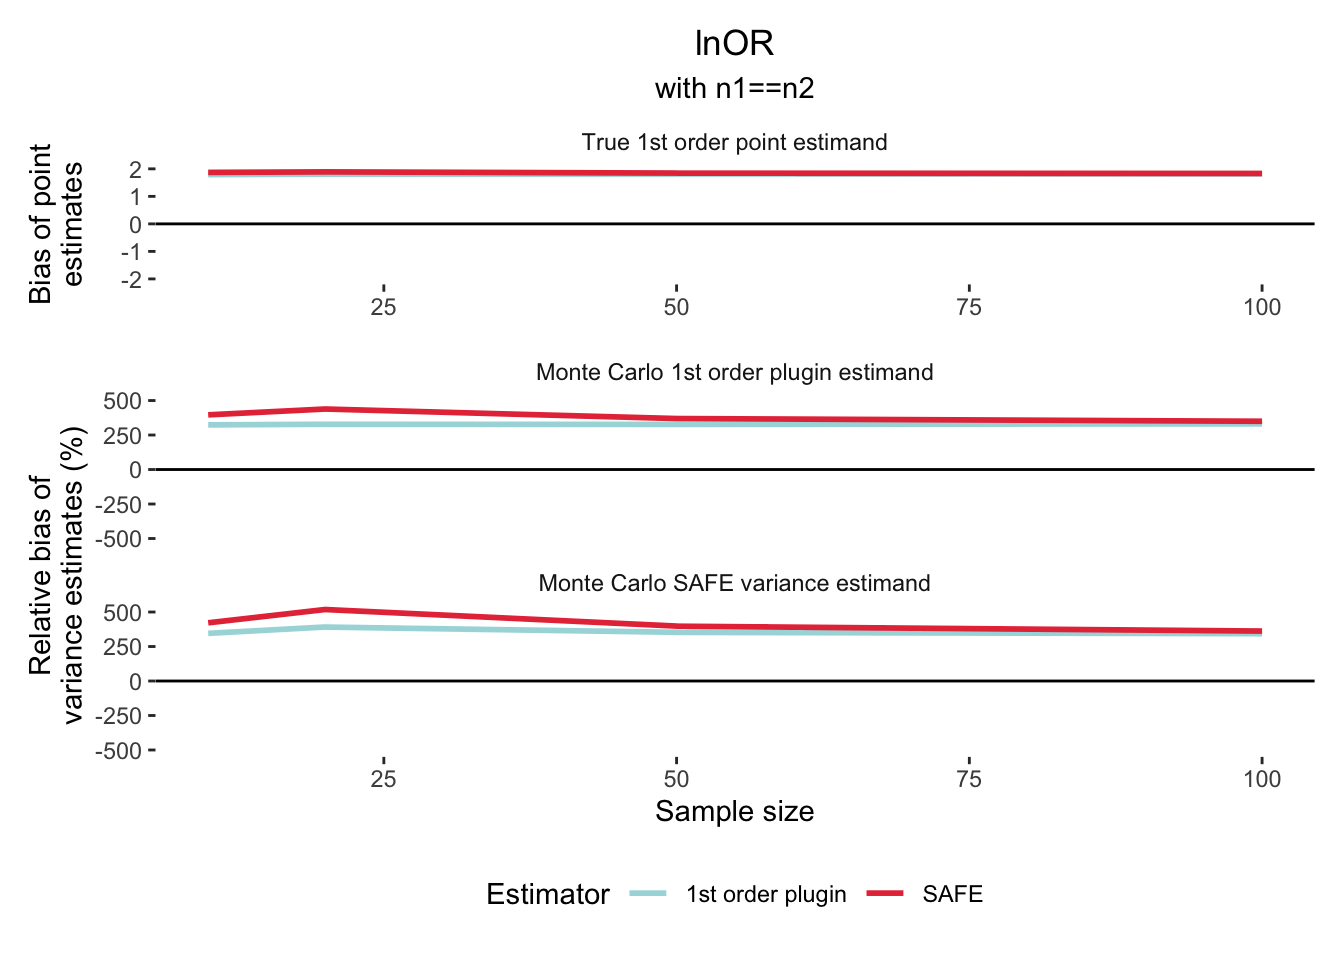 lnOR
with n1==n2
True 1st order point estimand
Bias of point
estimates
2
1
0
-1
-2
25 50 75 100
Monte Carlo 1st order plugin estimand
Relative bias of
variance estimates (%)
500
250
0
-250
-500
Monte Carlo SAFE variance estimand
500
250
0
-250
-500
25 50 75 100
Sample size
Estimator 1st order plugin SAFE